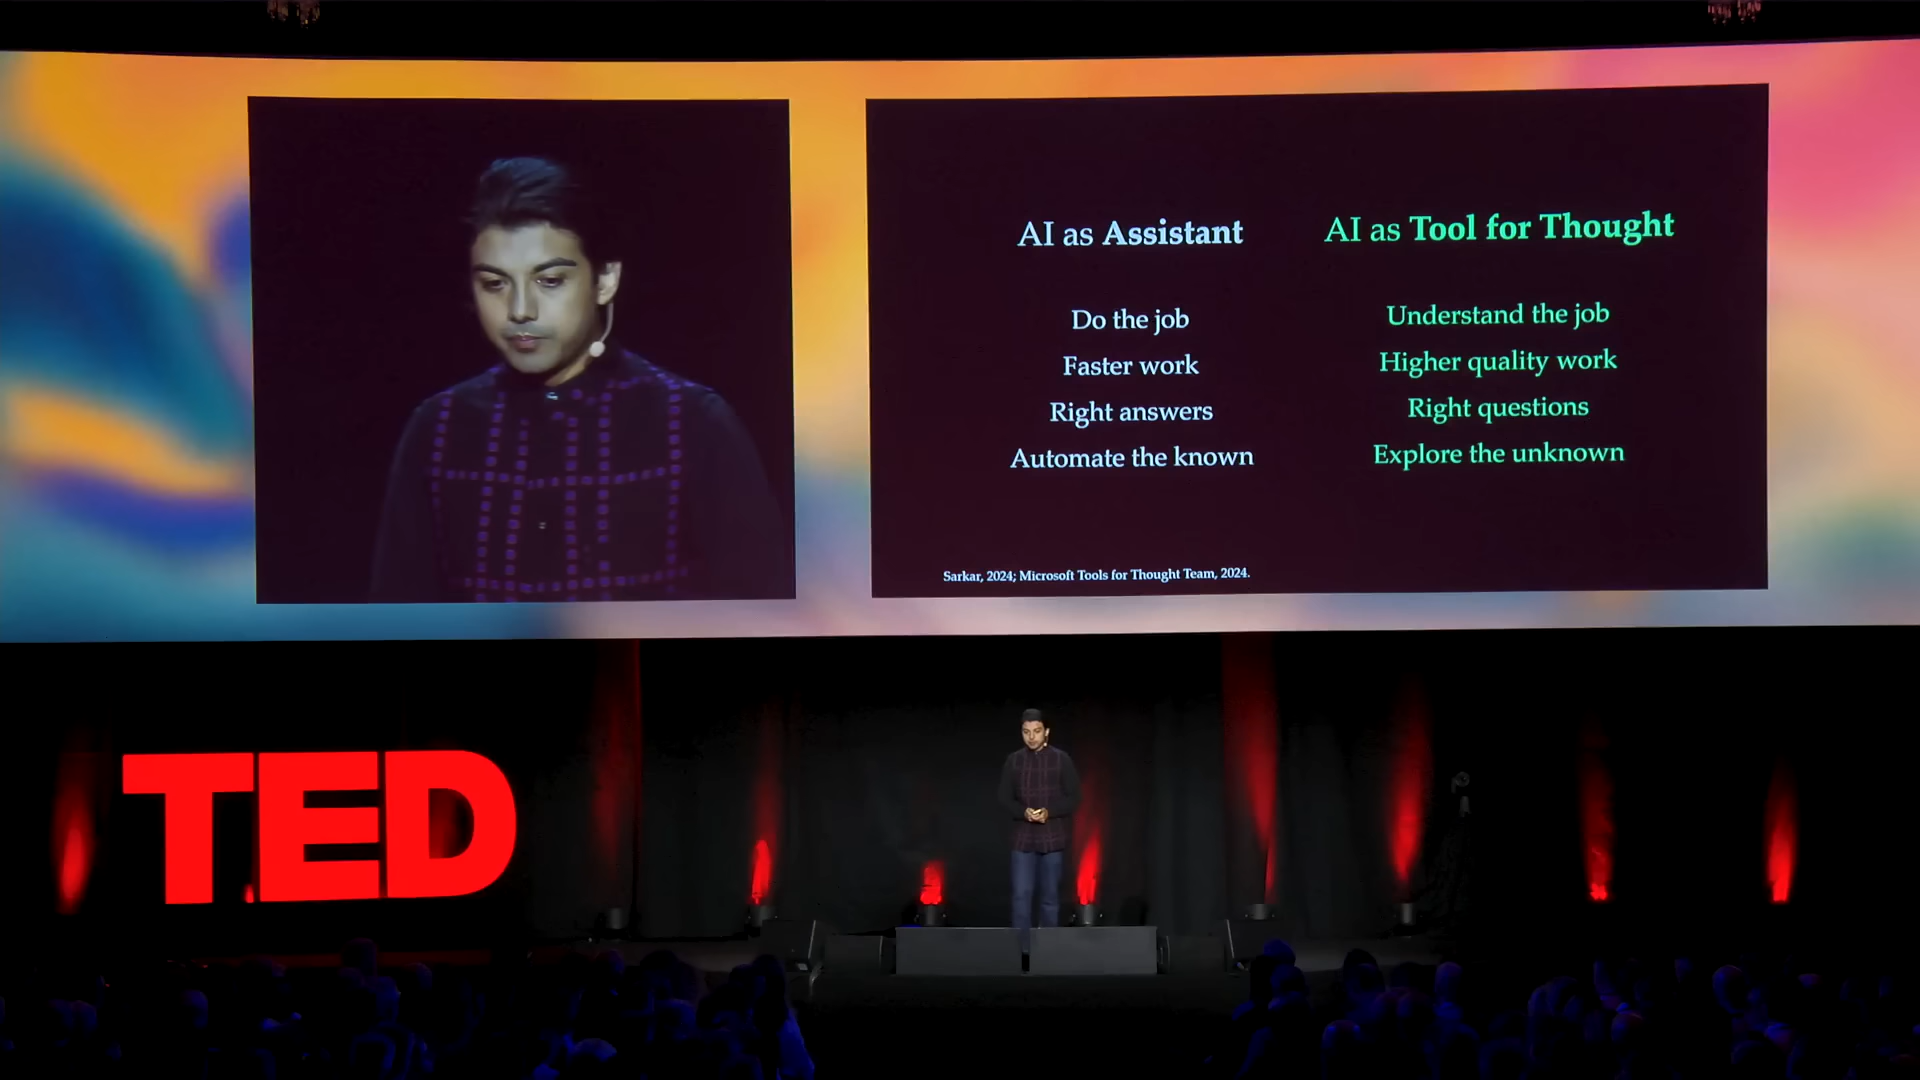 AI as Assistant
Do the job
Faster work
Right answers
Automate the known
AI as Tool for Thought
Understand the job
Higher quality work
Right questions
Explore the unknown
Sarkar, 2024; Microsoft Tools for Thought Team, 2024.
TED